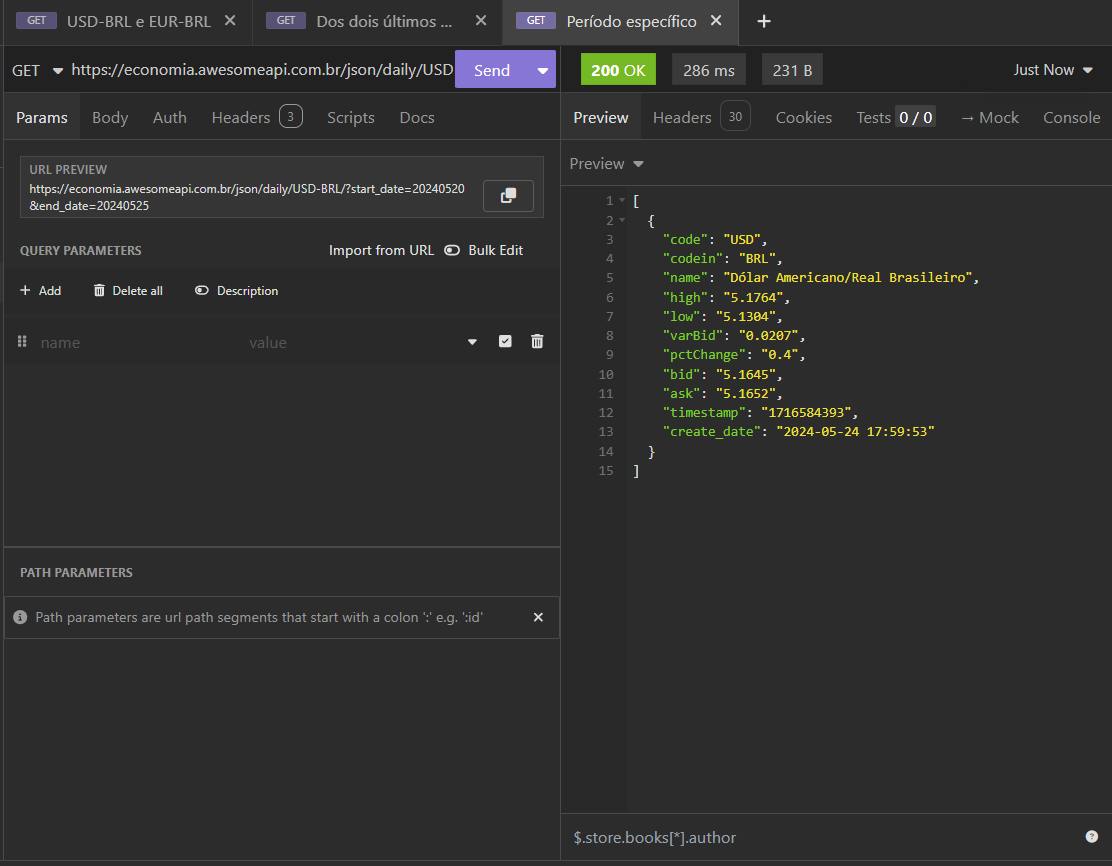 GET USD-BRL e EUR-BRL
GET Dos dois últimos ...
GET Período específico
GET https://economia.awesomeapi.com.br/json/daily/USD
Send
200 OK
286 ms
231 B
Just Now
Params Body Auth Headers 3 Scripts Docs
URL PREVIEW
https://economia.awesomeapi.com.br/json/daily/USD-BRL/?start_date=20240520
&end_date=20240525
QUERY PARAMETERS
Import from URL Bulk Edit
Add Delete all Description
name value
PATH PARAMETERS
Path parameters are url path segments that start with a colon ':' e.g. ':id'
Preview Headers 30 Cookies Tests 0 / 0 → Mock Console
Preview
1 [
2 {
3 "code": "USD",
4 "codein": "BRL",
5 "name": "Dólar Americano/Real Brasileiro",
6 "high": "5.1764",
7 "low": "5.1304",
8 "varBid": "0.0207",
9 "pctChange": "0.4",
10 "bid": "5.1645",
11 "ask": "5.1652",
12 "timestamp": "1716584393",
13 "create_date": "2024-05-24 17:59:53"
14 }
15 ]
$.store.books[*].author